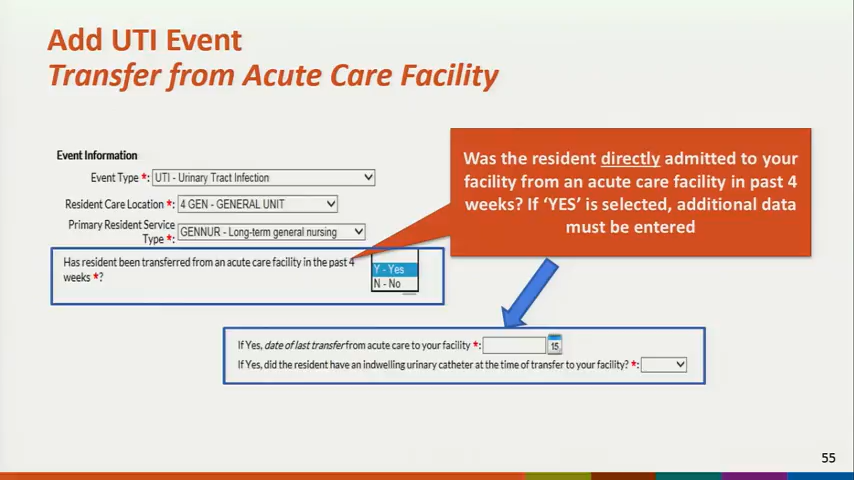 Add UTI Event
Transfer from Acute Care Facility
Event Information
Event Type *: UTI - Urinary Tract Infection
Resident Care Location *: 4 GEN - GENERAL UNIT
Primary Resident Service
Type *: GENNUR - Long-term general nursing
Has resident been transferred from an acute care facility in the past 4
weeks *?
Y - Yes
N - No
Was the resident directly admitted to your
facility from an acute care facility in past 4
weeks? If ‘YES’ is selected, additional data
must be entered
If Yes, date of last transfer from acute care to your facility *: 15
If Yes, did the resident have an indwelling urinary catheter at the time of transfer to your facility? *:
55